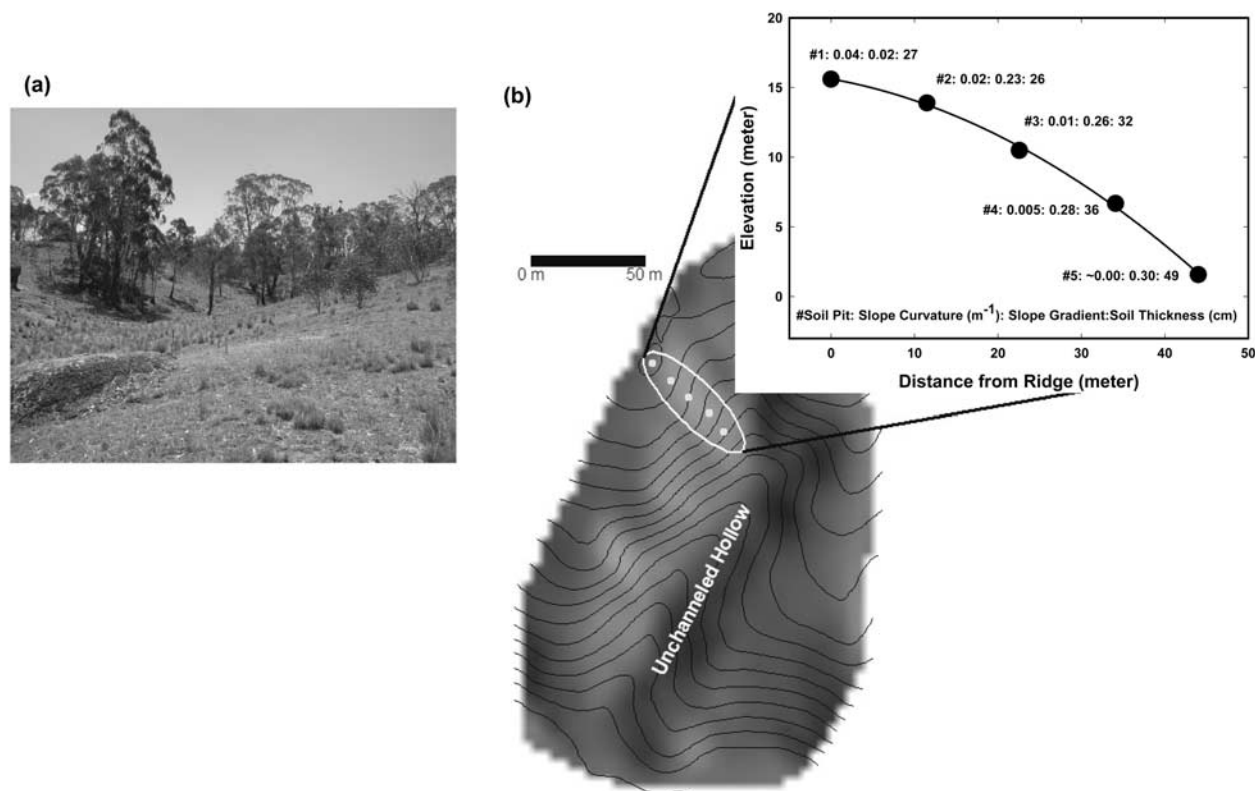 (a)
(b)
0 m 50 m
Unchanneled Hollow
20
15
10
5
0
Elevation (meter)
#1: 0.04: 0.02: 27
#2: 0.02: 0.23: 26
#3: 0.01: 0.26: 32
#4: 0.005: 0.28: 36
#5: ~0.00: 0.30: 49
#Soil Pit: Slope Curvature (m⁻¹): Slope Gradient:Soil Thickness (cm)
0 10 20 30 40 50
Distance from Ridge (meter)